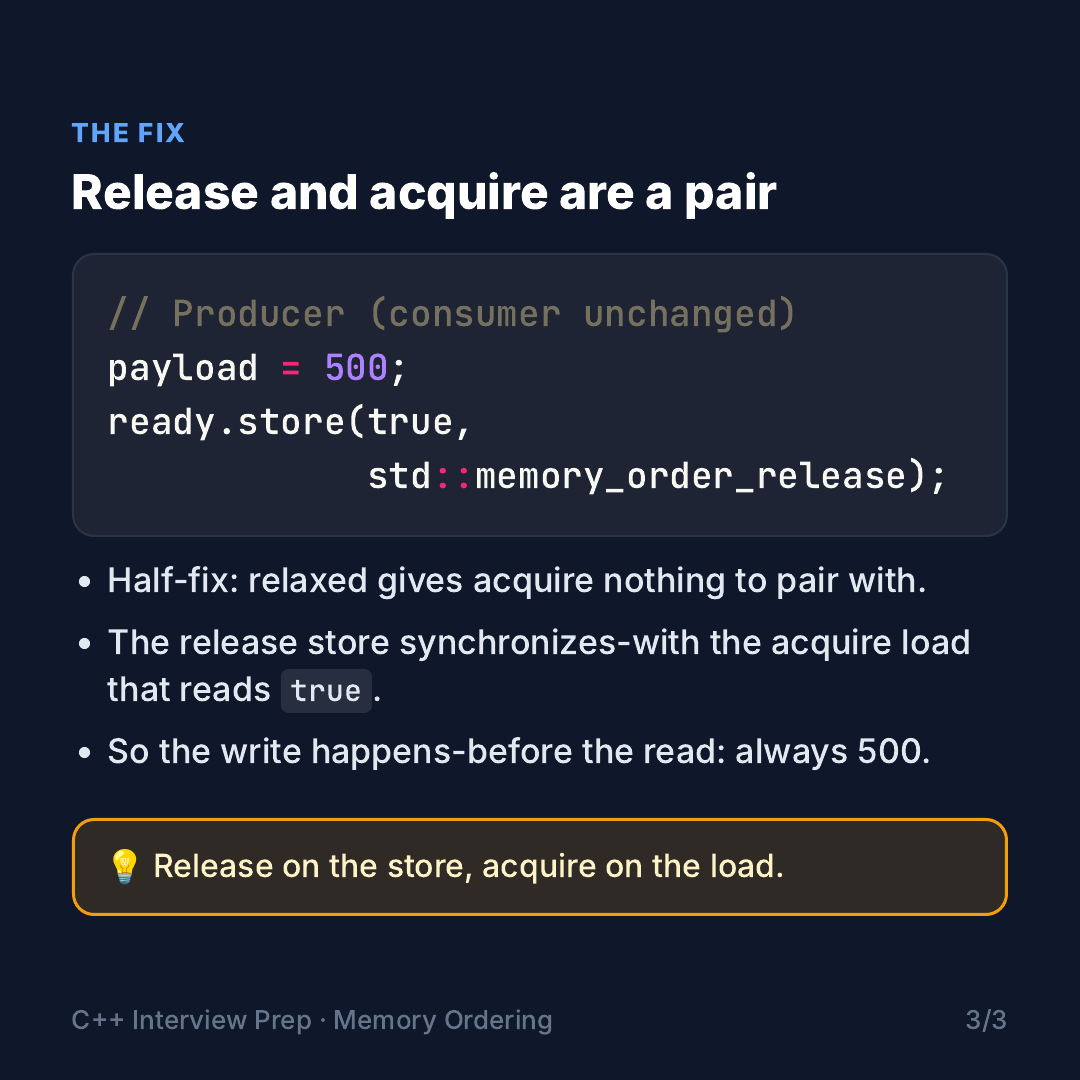 THE FIX
Release and acquire are a pair
// Producer (consumer unchanged)
payload = 500;
ready.store(true,
            std::memory_order_release);
• Half-fix: relaxed gives acquire nothing to pair with.
• The release store synchronizes-with the acquire load
that reads true.
• So the write happens-before the read: always 500.
💡 Release on the store, acquire on the load.
C++ Interview Prep · Memory Ordering
3/3